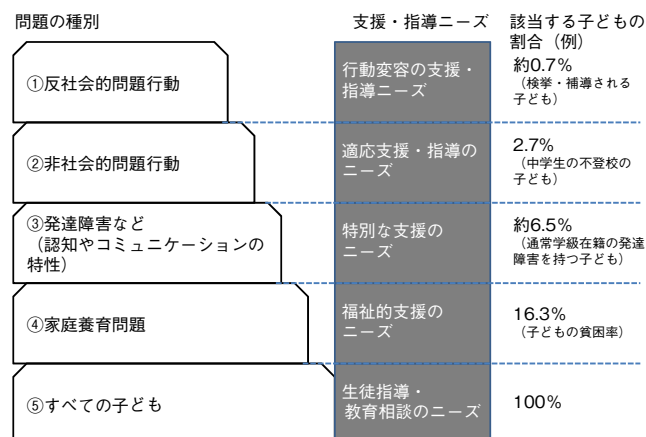 問題の種別
支援・指導ニーズ
該当する子どもの
割合（例）
①反社会的問題行動
行動変容の支援・
指導ニーズ
約0.7%
（検挙・補導される
子ども）
②非社会的問題行動
適応支援・指導の
ニーズ
2.7%
（中学生の不登校の
子ども）
③発達障害など
（認知やコミュニケーションの
特性）
特別な支援の
ニーズ
約6.5%
（通常学級在籍の発達
障害を持つ子ども）
④家庭養育問題
福祉的支援の
ニーズ
16.3%
（子どもの貧困率）
⑤すべての子ども
生徒指導・
教育相談のニーズ
100%